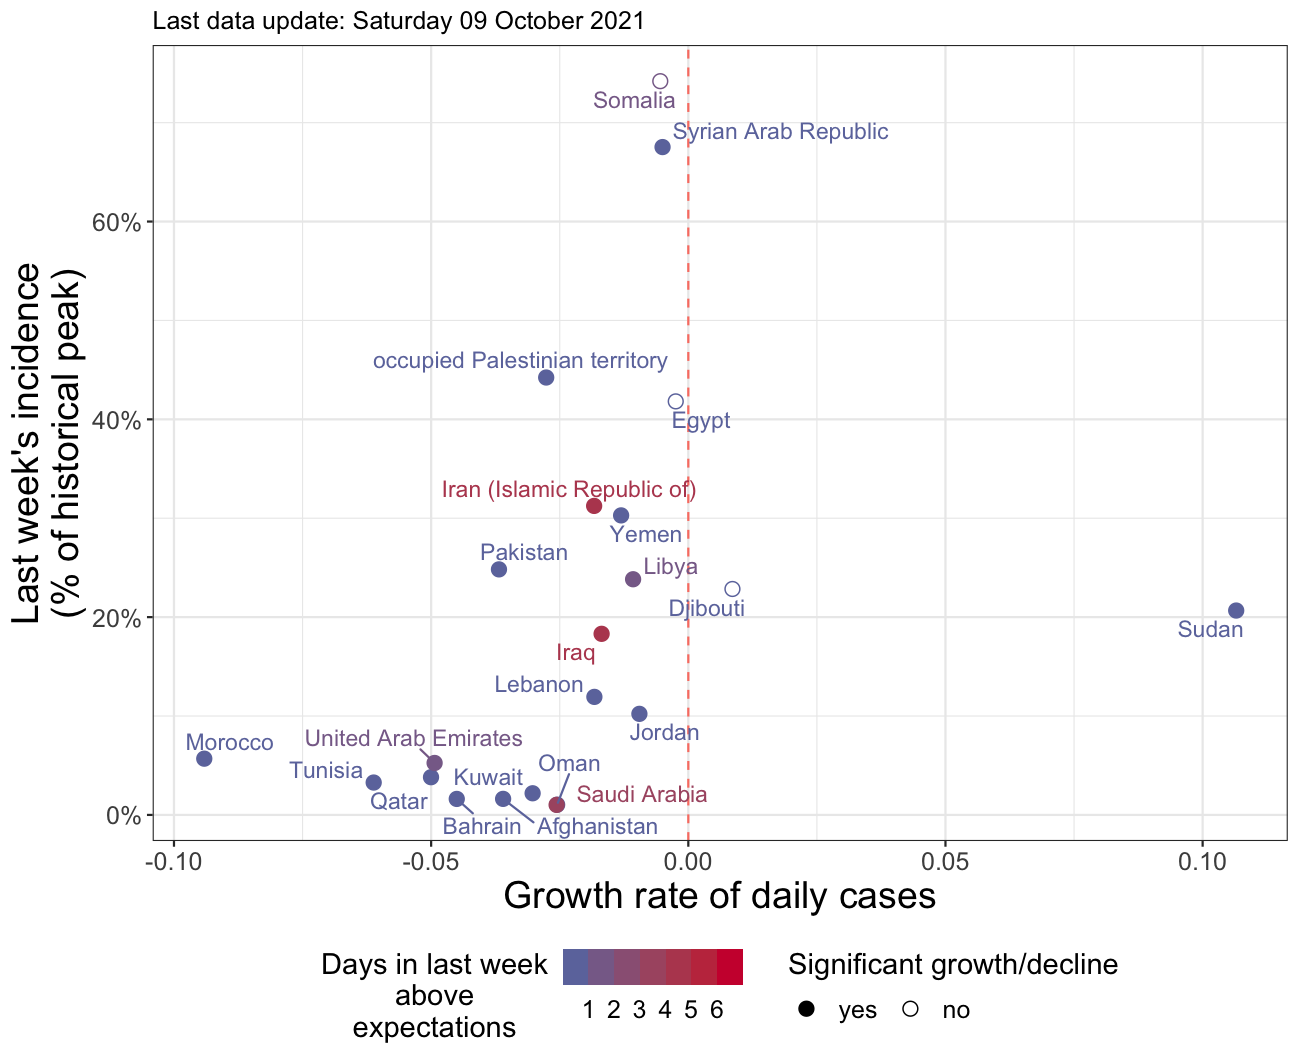 Last data update: Saturday 09 October 2021
Somalia
Syrian Arab Republic
60%
occupied Palestinian territory
40%
Egypt
Iran (Islamic Republic of)
Yemen
Pakistan
Libya
Djibouti
20%
Sudan
Iraq
Lebanon
Jordan
Morocco
United Arab Emirates
Tunisia
Oman
Kuwait
Qatar
Saudi Arabia
0%
Bahrain
Afghanistan
Last week's incidence
(% of historical peak)
-0.10 -0.05 0.00 0.05 0.10
Growth rate of daily cases
Days in last week
above
expectations
1 2 3 4 5 6
Significant growth/decline
yes no